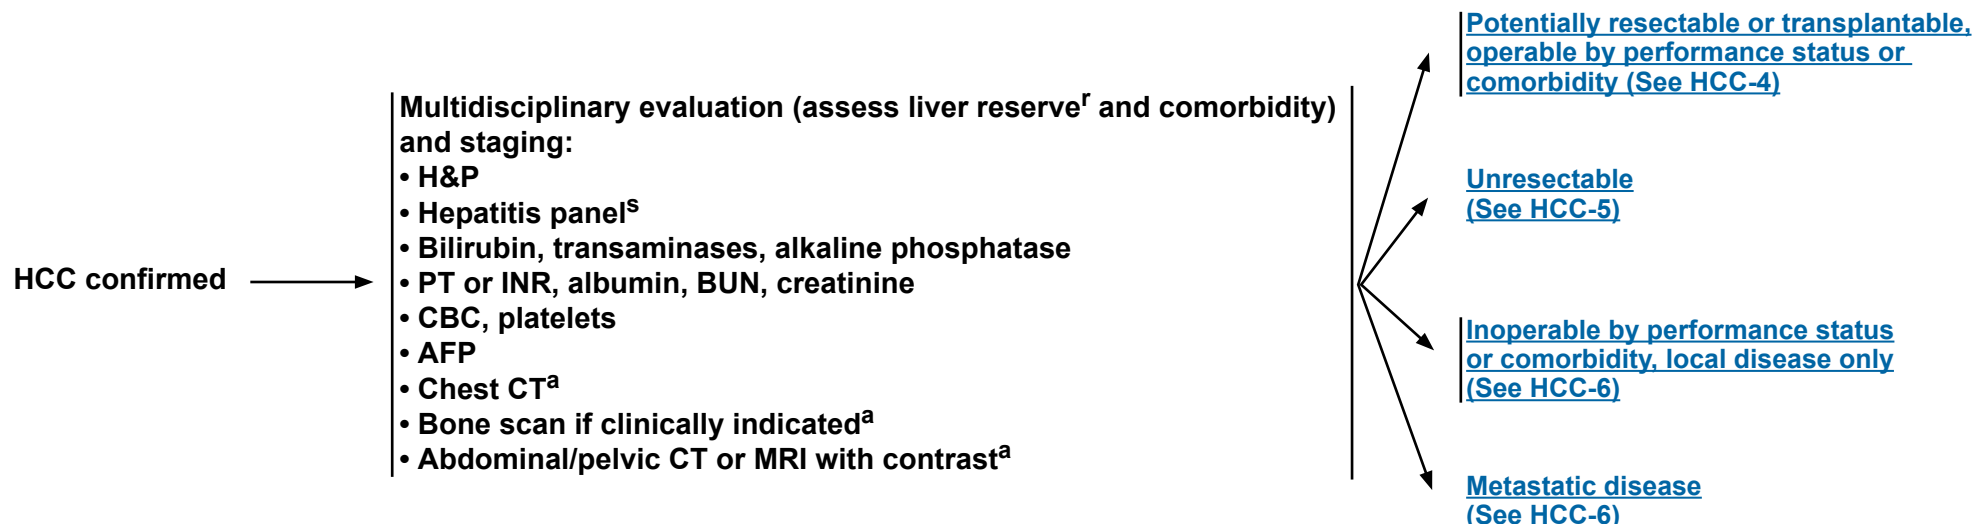 HCC confirmed
Multidisciplinary evaluation (assess liver reserveʳ and comorbidity)
and staging:
• H&P
• Hepatitis panelˢ
• Bilirubin, transaminases, alkaline phosphatase
• PT or INR, albumin, BUN, creatinine
• CBC, platelets
• AFP
• Chest CTᵃ
• Bone scan if clinically indicatedᵃ
• Abdominal/pelvic CT or MRI with contrastᵃ
Potentially resectable or transplantable,
operable by performance status or
comorbidity (See HCC-4)
Unresectable
(See HCC-5)
Inoperable by performance status
or comorbidity, local disease only
(See HCC-6)
Metastatic disease
(See HCC-6)